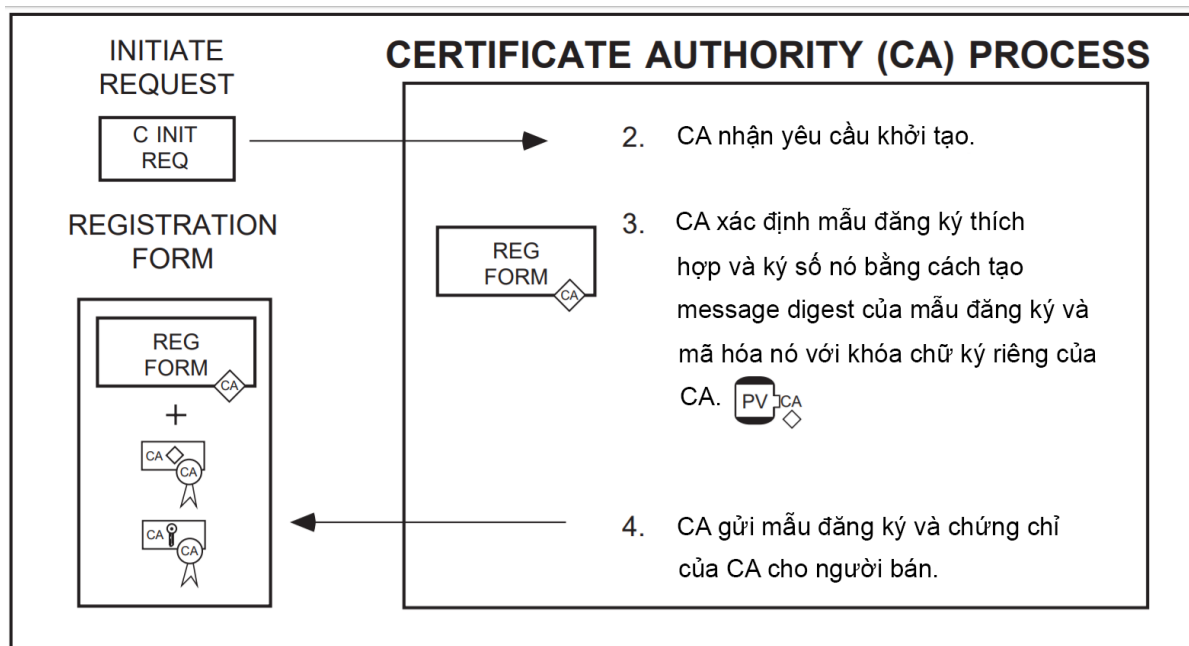 INITIATE
REQUEST
CERTIFICATE AUTHORITY (CA) PROCESS
C INIT
REQ
2. CA nhận yêu cầu khởi tạo.
REGISTRATION
FORM
REG
FORM
CA
3. CA xác định mẫu đăng ký thích
hợp và ký số nó bằng cách tạo
message digest của mẫu đăng ký và
mã hóa nó với khóa chữ ký riêng của
CA. PV CA
REG
FORM
CA
+
CA
CA
CA
CA
4. CA gửi mẫu đăng ký và chứng chỉ
của CA cho người bán.